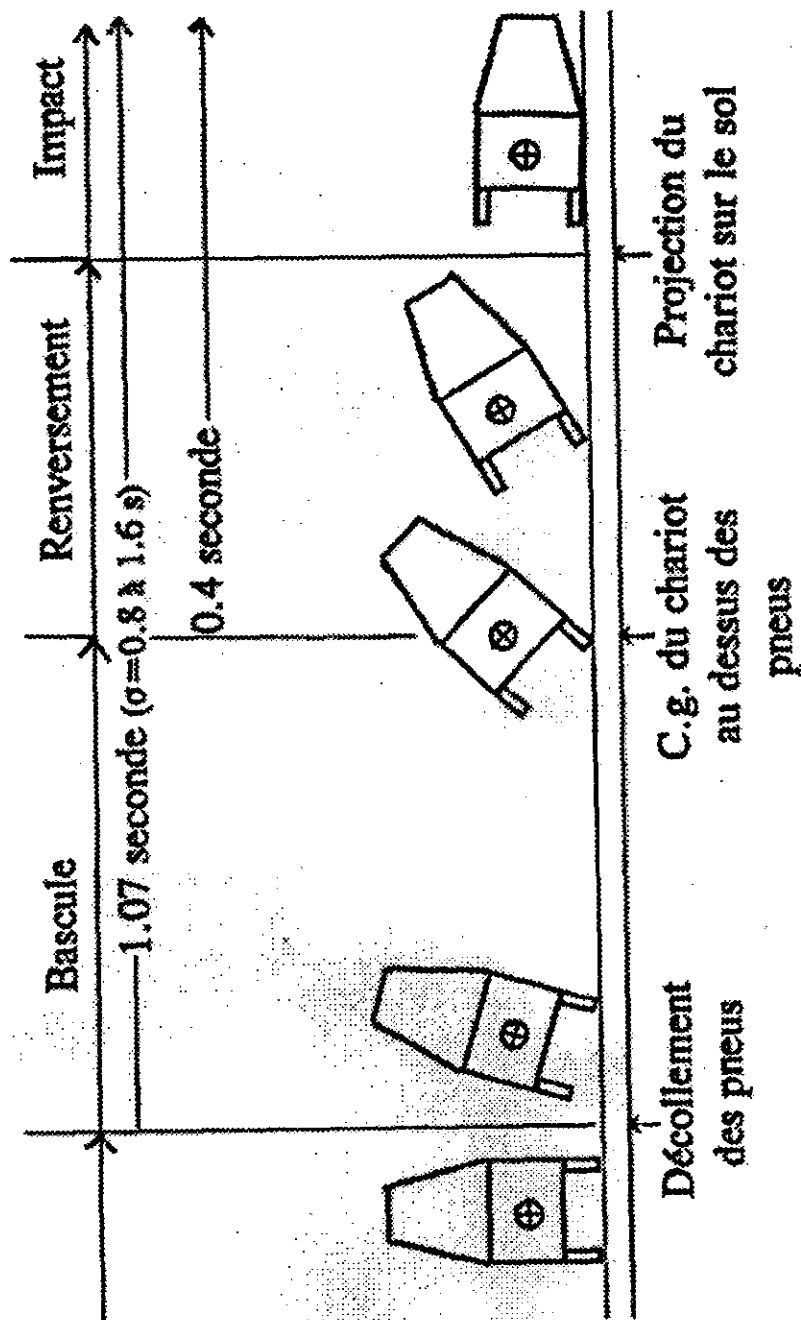 Bascule
Renversement
Impact
1.07 seconde (σ=0.8 à 1.6 s)
0.4 seconde
Décollement
des pneus
C.g. du chariot
au dessus des
pneus
Projection du
chariot sur le sol